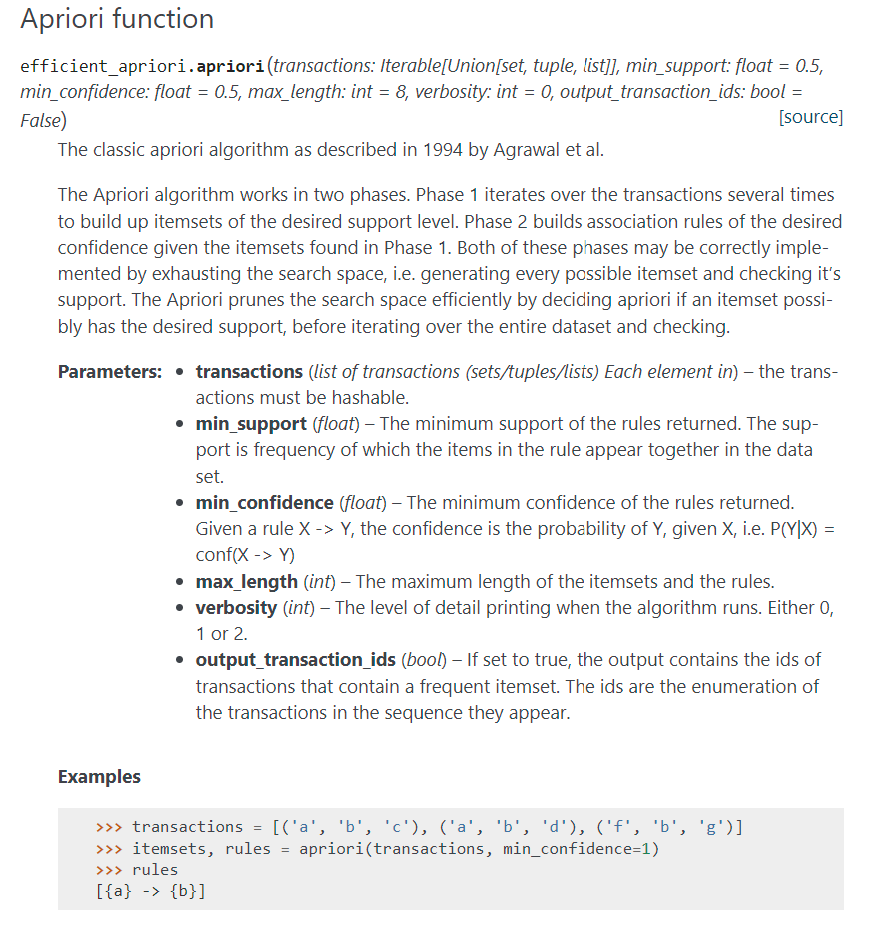 Apriori function
efficient_apriori.apriori(transactions: Iterable[Union[set, tuple, list]], min_support: float = 0.5,
min_confidence: float = 0.5, max_length: int = 8, verbosity: int = 0, output_transaction_ids: bool =
False) [source]
The classic apriori algorithm as described in 1994 by Agrawal et al.
The Apriori algorithm works in two phases. Phase 1 iterates over the transactions several times
to build up itemsets of the desired support level. Phase 2 builds association rules of the desired
confidence given the itemsets found in Phase 1. Both of these phases may be correctly imple-
mented by exhausting the search space, i.e. generating every possible itemset and checking it's
support. The Apriori prunes the search space efficiently by deciding apriori if an itemset possi-
bly has the desired support, before iterating over the entire dataset and checking.
Parameters: • transactions (list of transactions (sets/tuples/lists) Each element in) – the trans-
actions must be hashable.
• min_support (float) – The minimum support of the rules returned. The sup-
port is frequency of which the items in the rule appear together in the data
set.
• min_confidence (float) – The minimum confidence of the rules returned.
Given a rule X -> Y, the confidence is the probability of Y, given X, i.e. P(Y|X) =
conf(X -> Y)
• max_length (int) – The maximum length of the itemsets and the rules.
• verbosity (int) – The level of detail printing when the algorithm runs. Either 0,
1 or 2.
• output_transaction_ids (bool) – If set to true, the output contains the ids of
transactions that contain a frequent itemset. The ids are the enumeration of
the transactions in the sequence they appear.
Examples
>>> transactions = [('a', 'b', 'c'), ('a', 'b', 'd'), ('f', 'b', 'g')]
>>> itemsets, rules = apriori(transactions, min_confidence=1)
>>> rules
[{a} -> {b}]